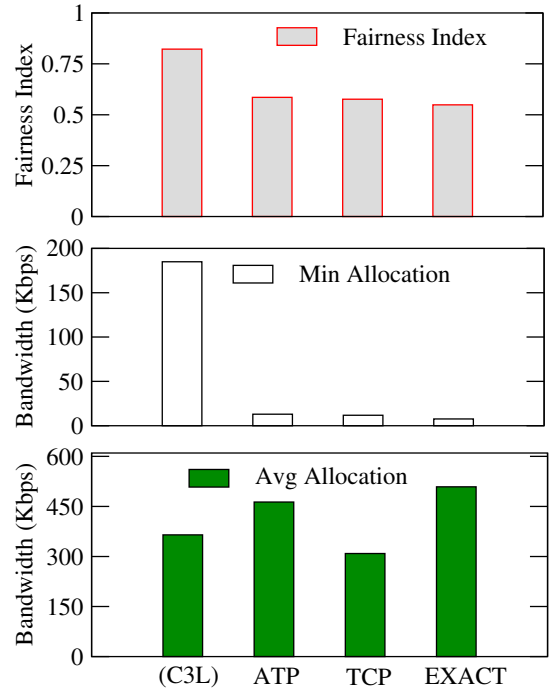 1
Fairness Index
0.75
0.5
0.25
0
Fairness Index
200
Min Allocation
150
100
50
0
Bandwidth (Kbps)
600
Avg Allocation
450
300
150
0
Bandwidth (Kbps)
(C3L) ATP TCP EXACT